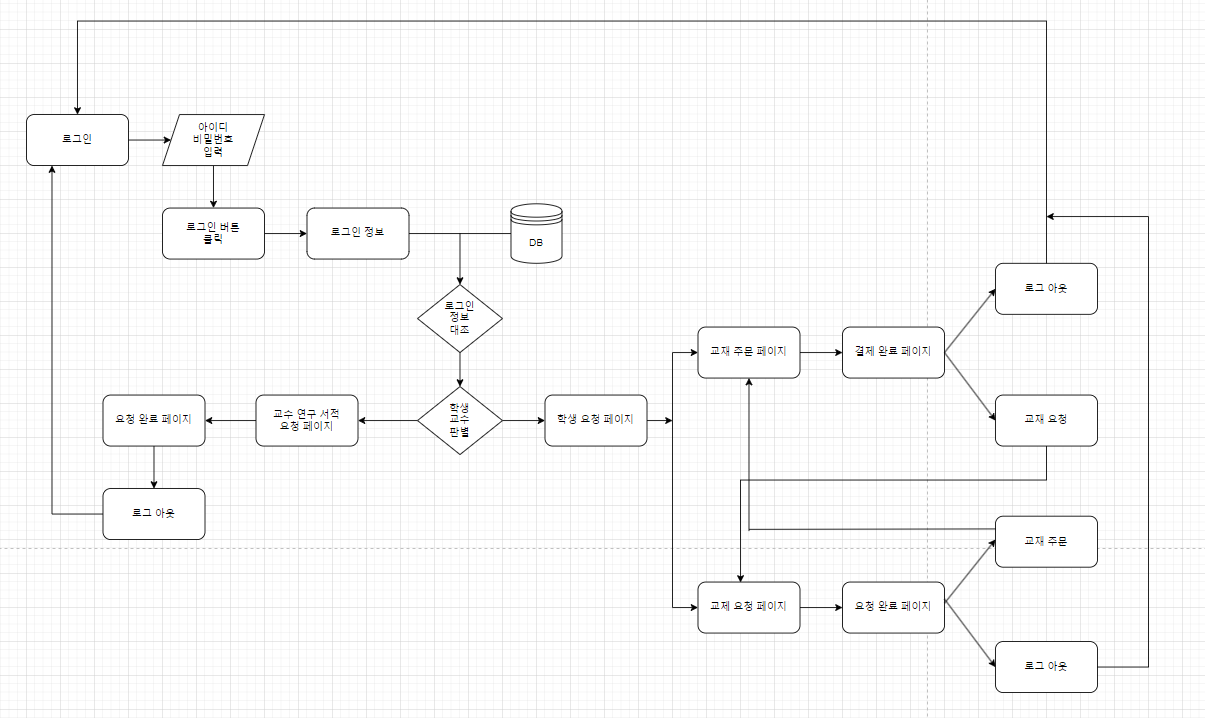 로그인
아이디
비밀번호
입력
로그인 버튼
클릭
로그인 정보
DB
로그인
정보
대조
학생
교수
판별
교수 연구 서적
요청 페이지
요청 완료 페이지
로그 아웃
학생 요청 페이지
교재 주문 페이지
결제 완료 페이지
로그 아웃
교재 요청
교제 요청 페이지
요청 완료 페이지
교재 주문
로그 아웃